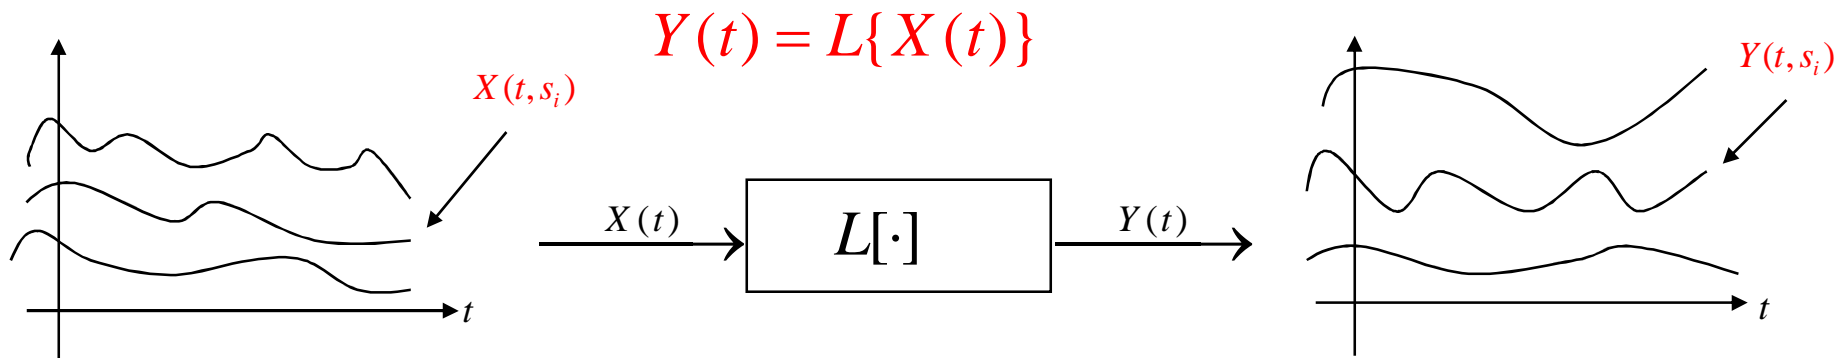 Y(t) = L{X(t)}
X(t, s_i)
Y(t, s_i)
X(t)
L[·]
Y(t)
t
t